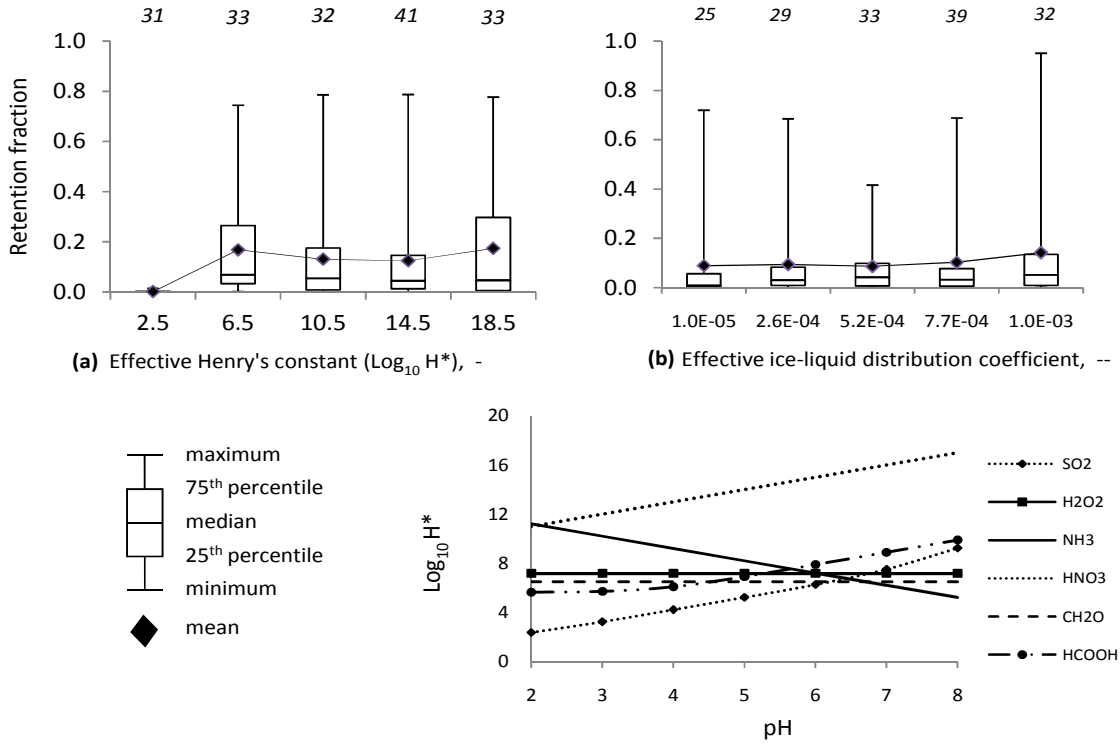 31 33 32 41 33
1.0
0.8
0.6
0.4
0.2
0.0
Retention fraction
2.5 6.5 10.5 14.5 18.5
(a) Effective Henry's constant (Log10 H*), -
25 29 33 39 32
1.0
0.8
0.6
0.4
0.2
0.0
1.0E-05 2.6E-04 5.2E-04 7.7E-04 1.0E-03
(b) Effective ice-liquid distribution coefficient, --
maximum
75th percentile
median
25th percentile
minimum
mean
20
16
12
8
4
0
Log10 H*
2 3 4 5 6 7 8
pH
SO2
H2O2
NH3
HNO3
CH2O
HCOOH